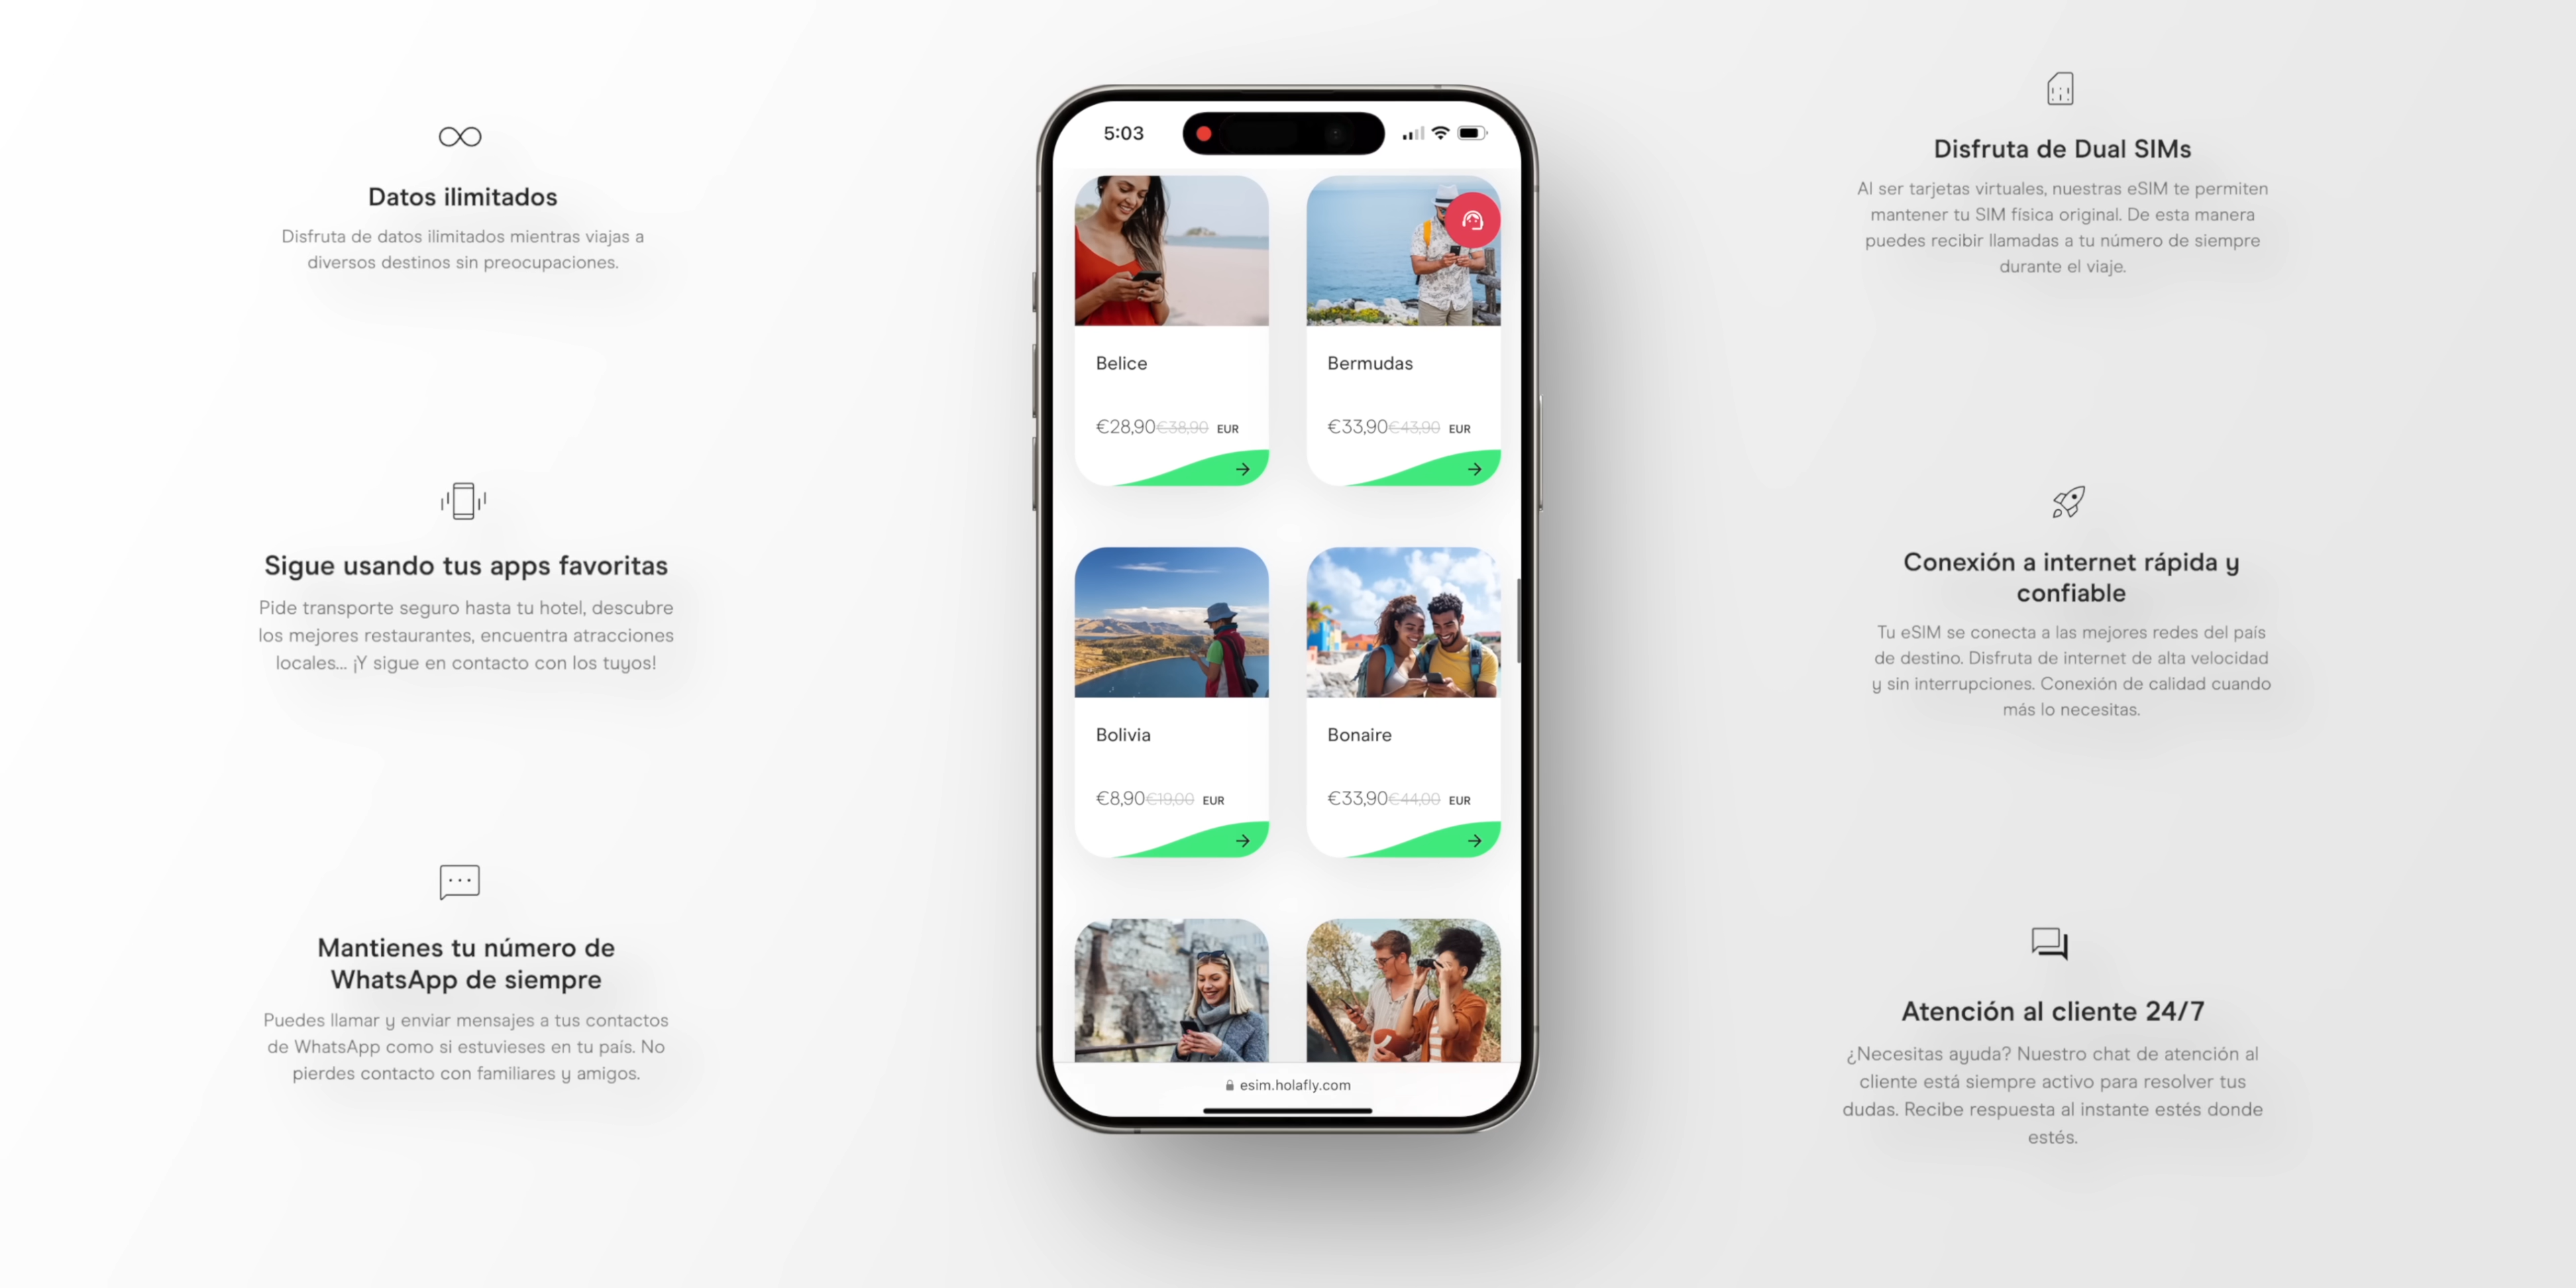 Datos ilimitados
Disfruta de datos ilimitados mientras viajas a
diversos destinos sin preocupaciones.
Sigue usando tus apps favoritas
Pide transporte seguro hasta tu hotel, descubre
los mejores restaurantes, encuentra atracciones
locales... ¡Y sigue en contacto con los tuyos!
Mantienes tu número de
WhatsApp de siempre
Puedes llamar y enviar mensajes a tus contactos
de WhatsApp como si estuvieses en tu país. No
pierdes contacto con familiares y amigos.
5:03
Belice
€28,90€38,90 EUR
Bermudas
€33,90€43,90 EUR
Bolivia
€8,90€19,00 EUR
Bonaire
€33,90€44,00 EUR
esim.holafly.com
Disfruta de Dual SIMs
Al ser tarjetas virtuales, nuestras eSIM te permiten
mantener tu SIM física original. De esta manera
puedes recibir llamadas a tu número de siempre
durante el viaje.
Conexión a internet rápida y
confiable
Tu eSIM se conecta a las mejores redes del país
de destino. Disfruta de internet de alta velocidad
y sin interrupciones. Conexión de calidad cuando
más lo necesitas.
Atención al cliente 24/7
¿Necesitas ayuda? Nuestro chat de atención al
cliente está siempre activo para resolver tus
dudas. Recibe respuesta al instante estés donde
estés.